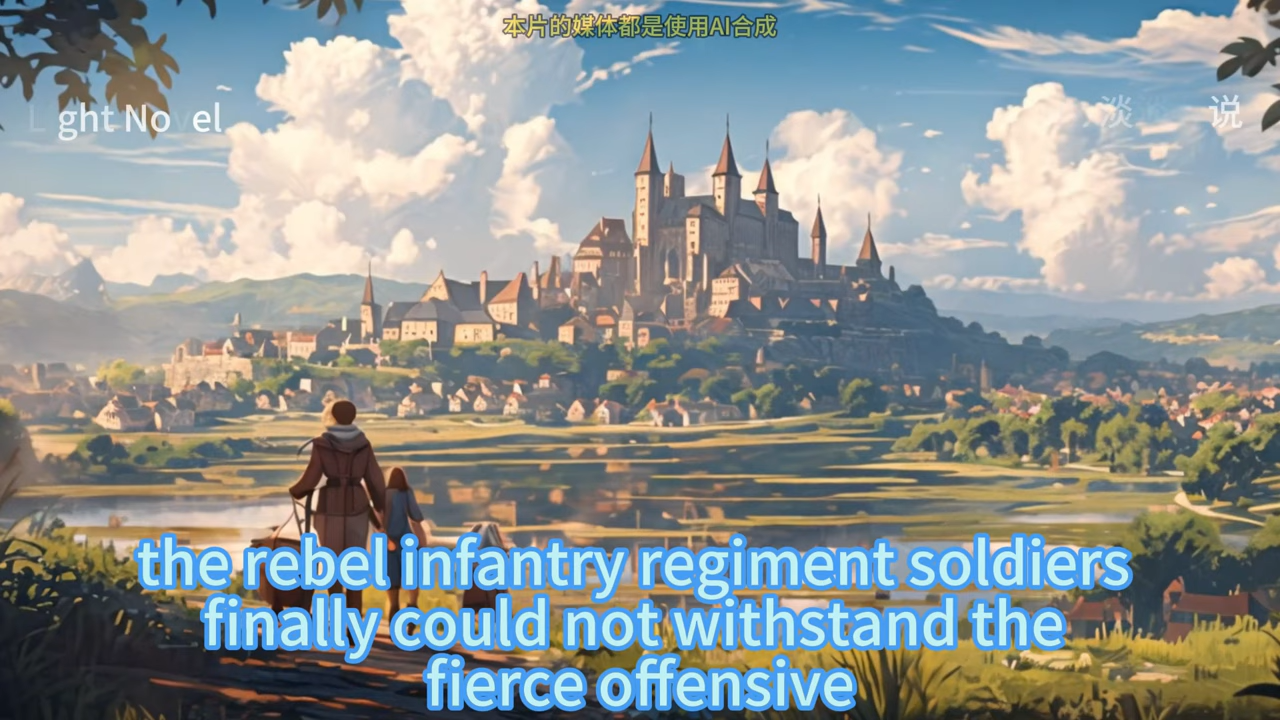 本片的媒体都是使用AI合成
ght No el ~
淡 说
the rebel infantry regiment soldiers
finally could not withstand the
fierce offensive